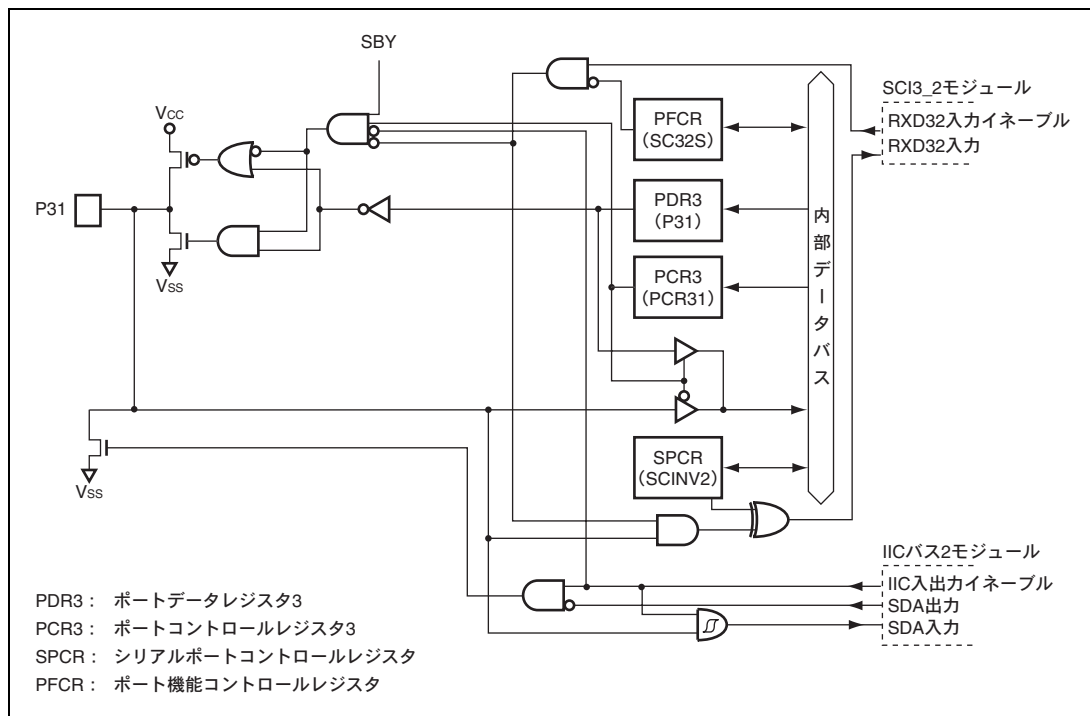 SBY
VCC
P31
VSS
PFCR
(SC32S)
PDR3
(P31)
PCR3
(PCR31)
内部データバス
SCI3_2モジュール
RXD32入力イネーブル
RXD32入力
VSS
SPCR
(SCINV2)
IICバス2モジュール
IIC入出力イネーブル
SDA出力
SDA入力
PDR3： ポートデータレジスタ3
PCR3： ポートコントロールレジスタ3
SPCR： シリアルポートコントロールレジスタ
PFCR： ポート機能コントロールレジスタ